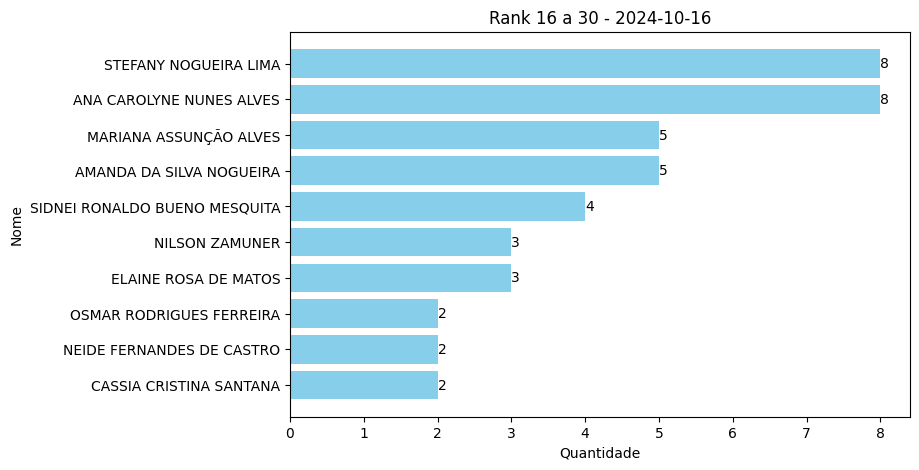 Rank 16 a 30 - 2024-10-16
STEFANY NOGUEIRA LIMA 8
ANA CAROLYNE NUNES ALVES 8
MARIANA ASSUNÇÃO ALVES 5
AMANDA DA SILVA NOGUEIRA 5
SIDNEI RONALDO BUENO MESQUITA 4
NILSON ZAMUNER 3
ELAINE ROSA DE MATOS 3
OSMAR RODRIGUES FERREIRA 2
NEIDE FERNANDES DE CASTRO 2
CASSIA CRISTINA SANTANA 2
Nome
0 1 2 3 4 5 6 7 8
Quantidade